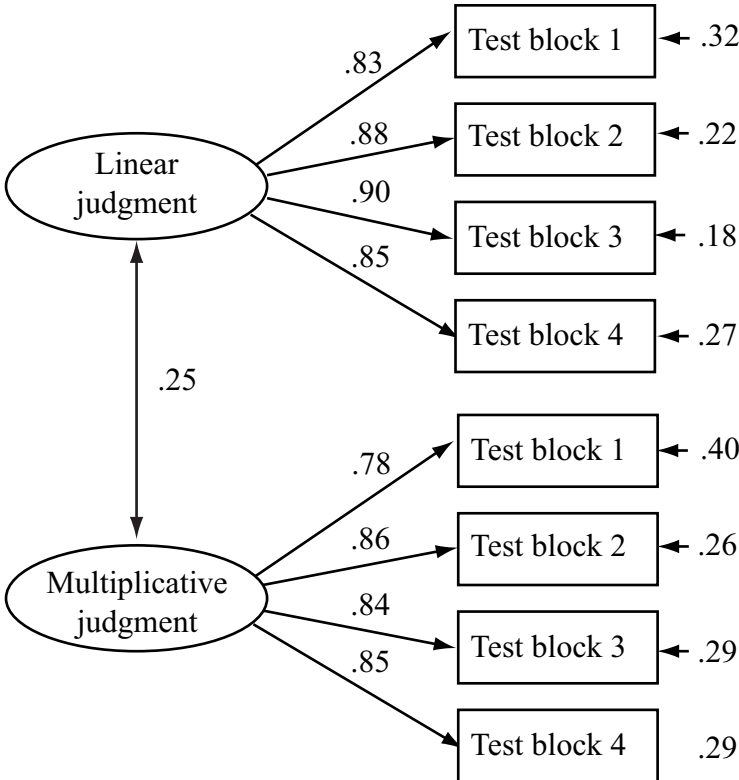 .83
Test block 1
.32
.88
Test block 2
.22
Linear
judgment
.90
Test block 3
.18
.85
Test block 4
.27
.25
.78
Test block 1
.40
.86
Test block 2
.26
Multiplicative
judgment
.84
Test block 3
.29
.85
Test block 4
.29